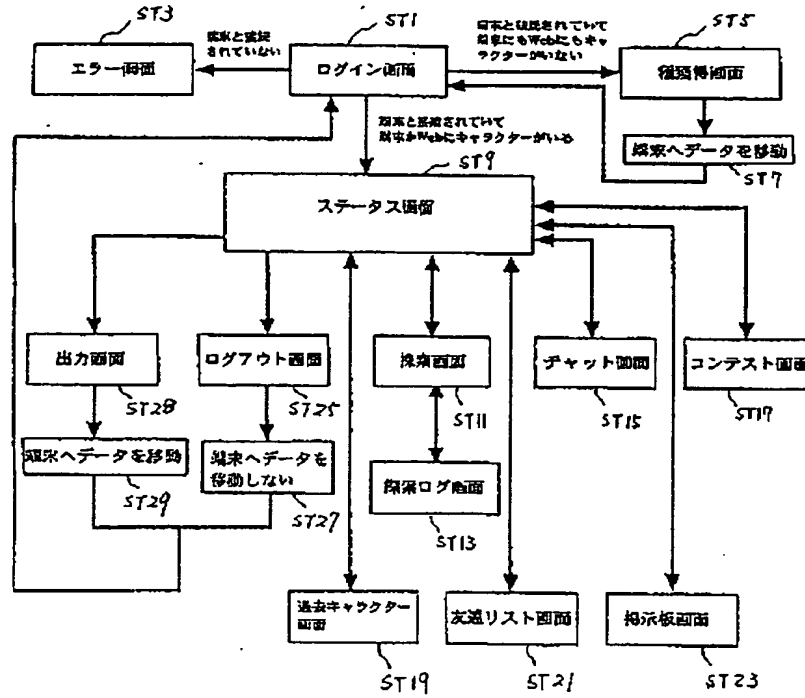 ST3
ST1
ST5
端末と接続
されていない
端末と接続されていて
端末にもWebにもキャ
ラクターがいない
エラー画面
ログイン画面
種獲得画面
端末と接続されていて
端末かWebにキャラクターがいる
ST9
端末へデータを移動
ST7
ステータス画面
出力画面
ログアウト画面
探索画面
チャット画面
コンテスト画面
ST28
ST25
ST11
ST15
ST17
端末へデータを移動
端末へデータを
移動しない
探索ログ画面
ST29
ST27
ST13
過去キャラクター
画面
友達リスト画面
掲示板画面
ST19
ST21
ST23